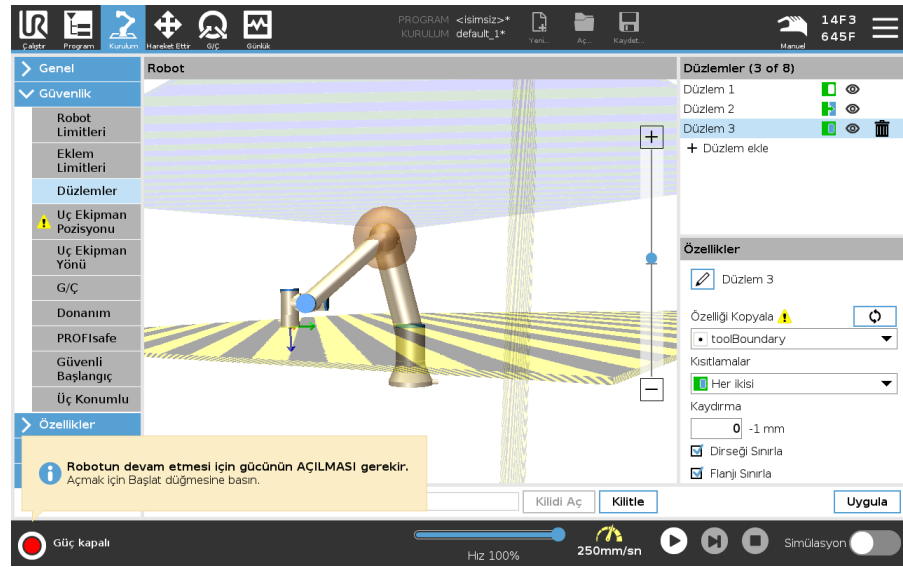 PROGRAM <isimsiz>*
KURULUM default_1*
Çalıştır
Program
Kurulum
Hareket Ettir
G/Ç
Günlük
Yeni...
Aç...
Kaydet...
Manuel
14F3
645F
Genel
Güvenlik
Robot
Limitleri
Eklem
Limitleri
Düzlemler
Uç Ekipman
Pozisyonu
Uç Ekipman
Yönü
G/Ç
Donanım
PROFIsafe
Güvenli
Başlangıç
Üç Konumlu
Özellikler
Robot
Düzlemler (3 of 8)
Düzlem 1
Düzlem 2
Düzlem 3
+ Düzlem ekle
Özellikler
Düzlem 3
Özelliği Kopyala
toolBoundary
Kısıtlamalar
Her ikisi
Kaydırma
0 -1 mm
Dirseği Sınırla
Flanjı Sınırla
Robotun devam etmesi için gücünün AÇILMASI gerekir.
Açmak için Başlat düğmesine basın.
Kilidi Aç
Kilitle
Uygula
Güç kapalı
Hız 100%
250mm/sn
Simülasyon